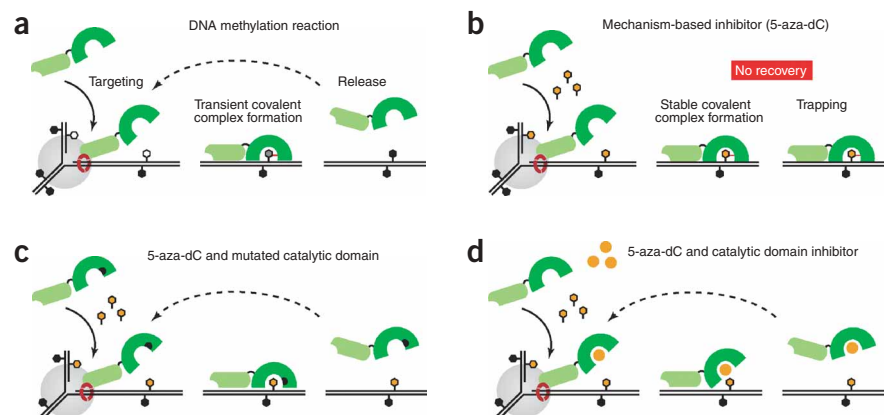 a
DNA methylation reaction
Targeting
Release
Transient covalent
complex formation
b
Mechanism-based inhibitor (5-aza-dC)
No recovery
Stable covalent
complex formation
Trapping
c
5-aza-dC and mutated catalytic domain
d
5-aza-dC and catalytic domain inhibitor